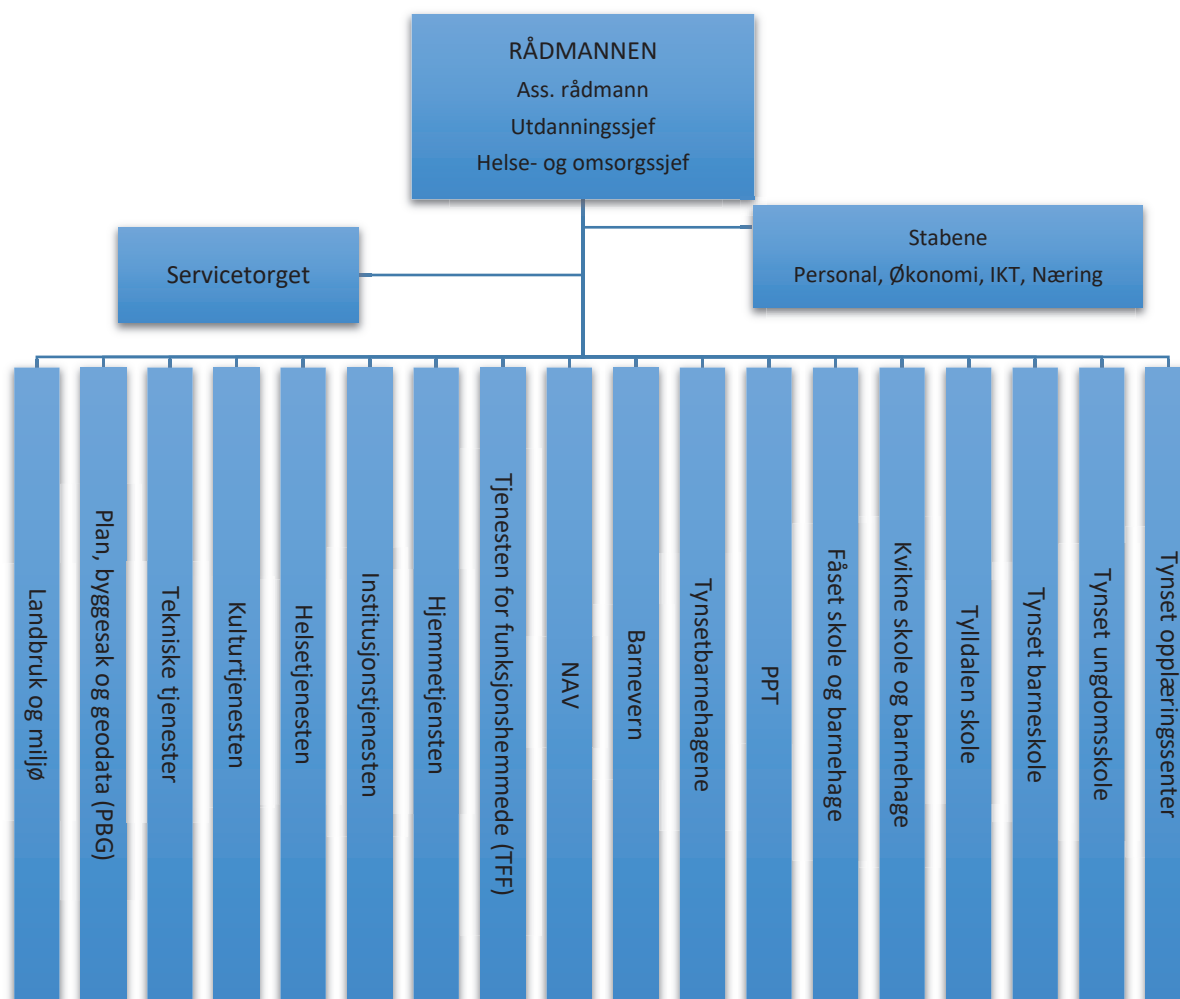 RÅDMANNEN
Ass. rådmann
Utdanningssjef
Helse- og omsorgssjef
Stabene
Personal, Økonomi, IKT, Næring
Servicetorget
Landbruk og miljø
Plan, byggesak og geodata (PBG)
Tekniske tjenester
Kulturtjenesten
Helsetjenesten
Institusjonstjenesten
Hjemmetjensten
Tjenesten for funksjonshemmede (TFF)
NAV
Barnevern
Tynsetbarnehagene
PPT
Fåset skole og barnehage
Kvikne skole og barnehage
Tylldalen skole
Tynset barneskole
Tynset ungdomsskole
Tynset opplæringssenter